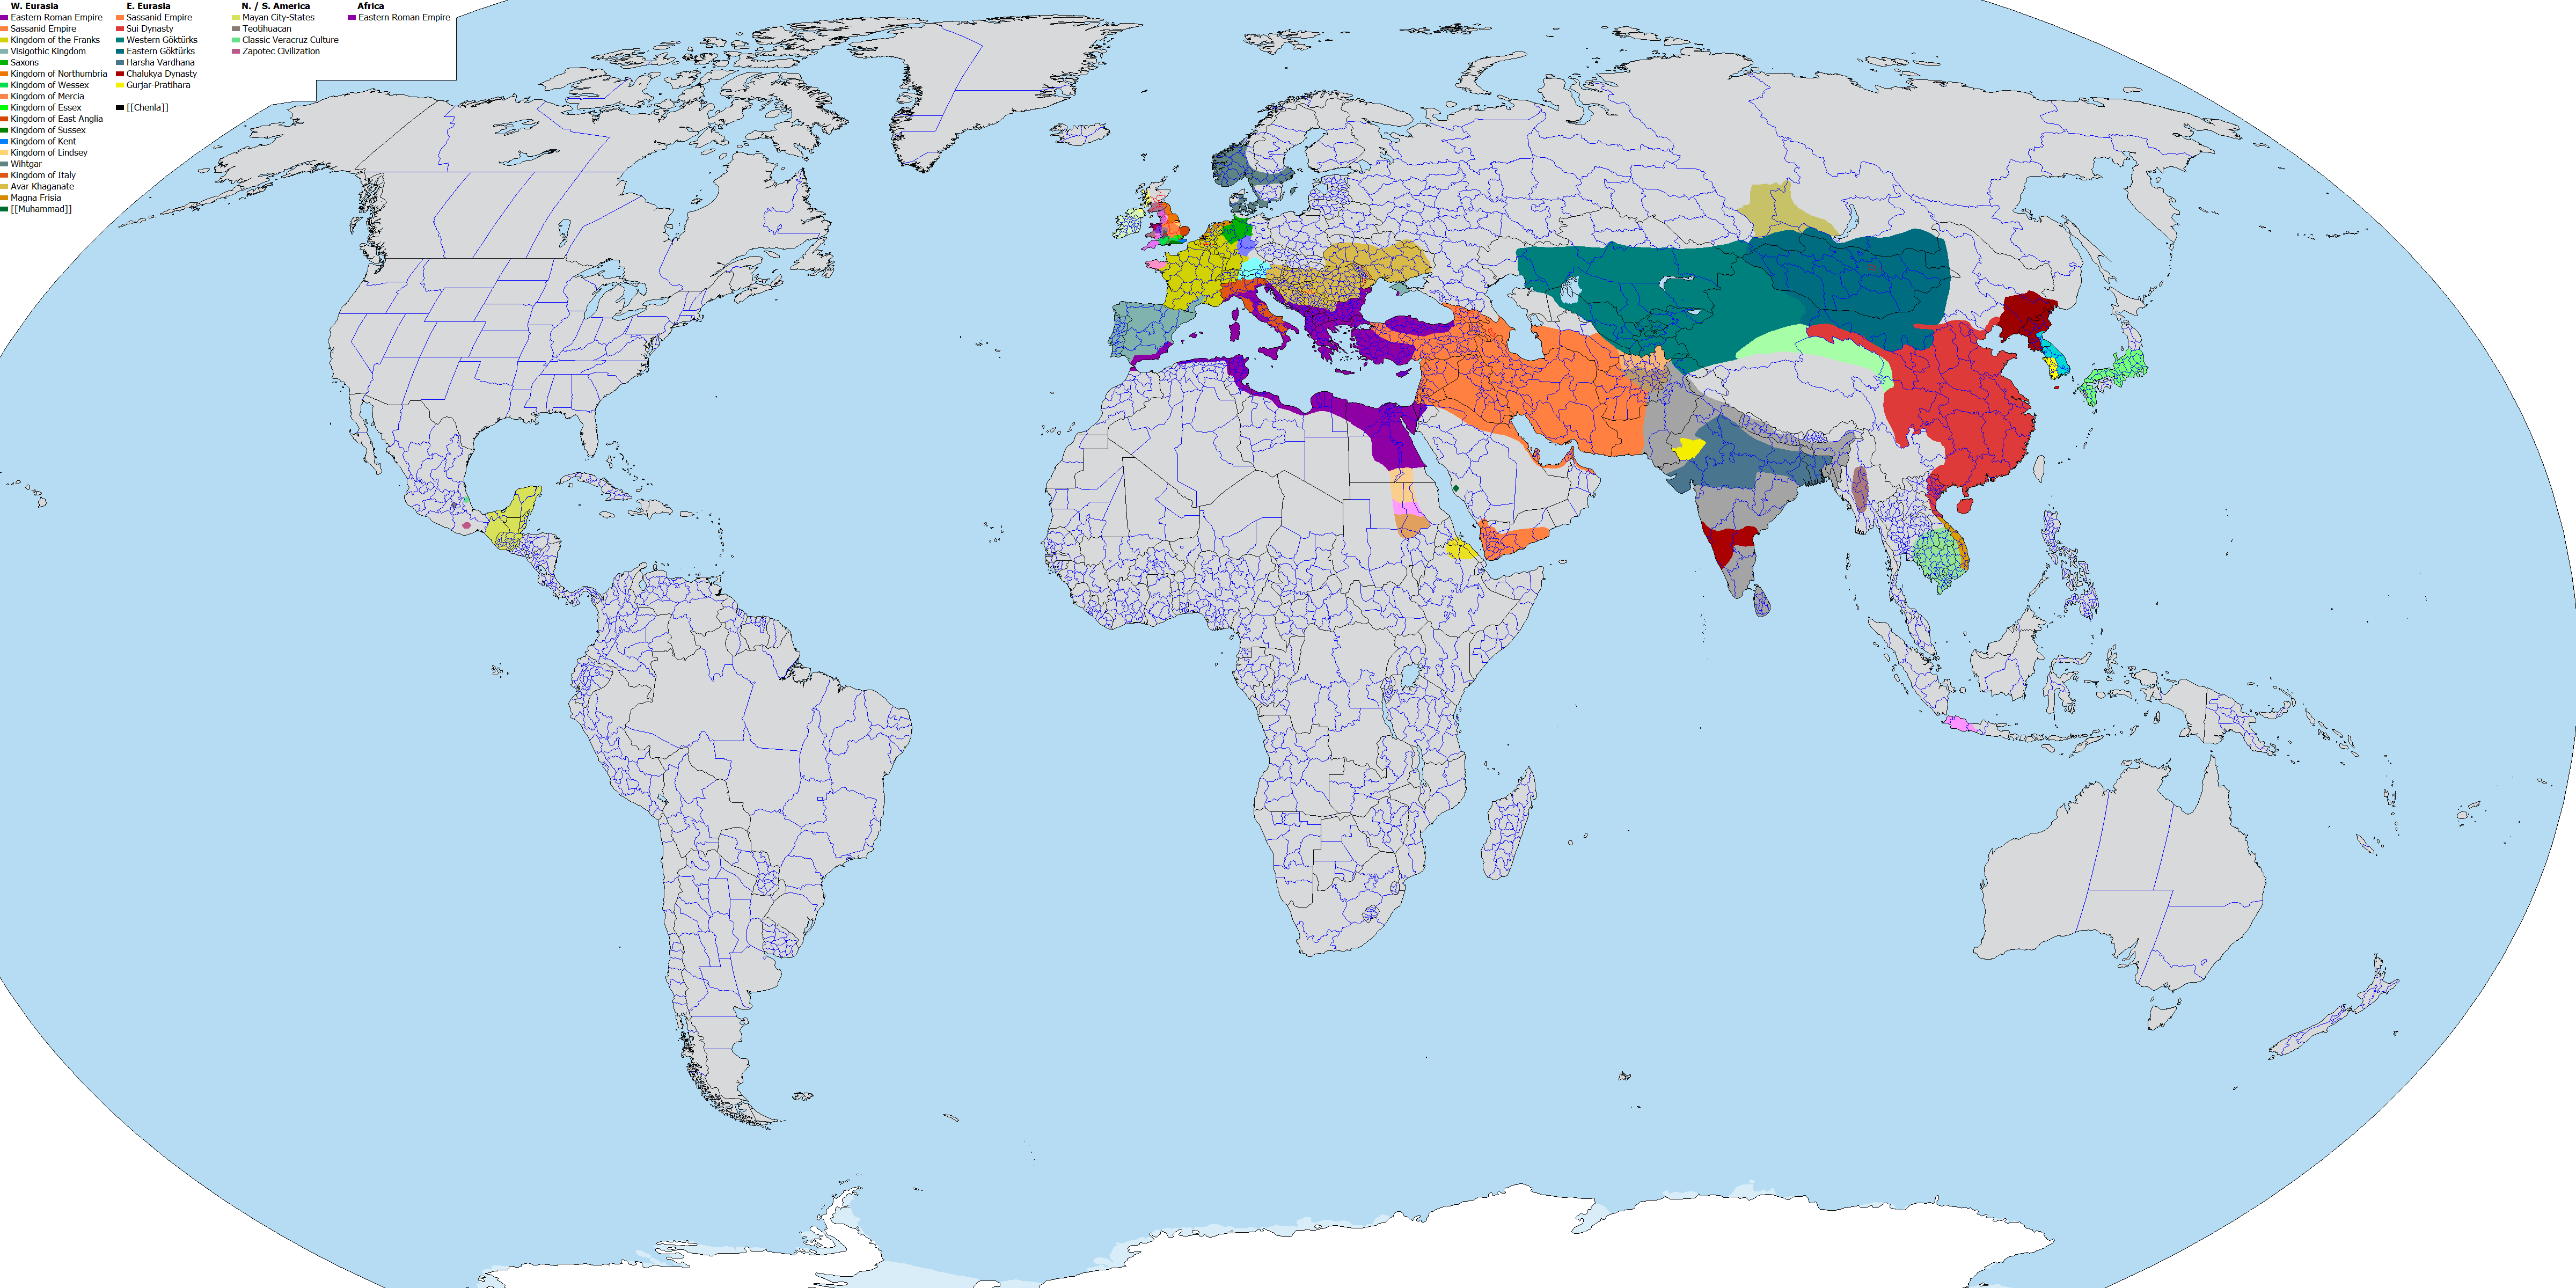 W. Eurasia
Eastern Roman Empire
Sassanid Empire
Kingdom of the Franks
Visigothic Kingdom
Saxons
Kingdom of Northumbria
Kingdom of Wessex
Kingdom of Mercia
Kingdom of Essex
Kingdom of East Anglia
Kingdom of Sussex
Kingdom of Kent
Kingdom of Lindsey
Wihtgar
Kingdom of Italy
Avar Khaganate
Magna Frisia
[[Muhammad]]
E. Eurasia
Sassanid Empire
Sui Dynasty
Western Göktürks
Eastern Göktürks
Harsha Vardhana
Chalukya Dynasty
Gurjar-Pratihara
[[Chenla]]
N. / S. America
Mayan City-States
Teotihuacan
Classic Veracruz Culture
Zapotec Civilization
Africa
Eastern Roman Empire